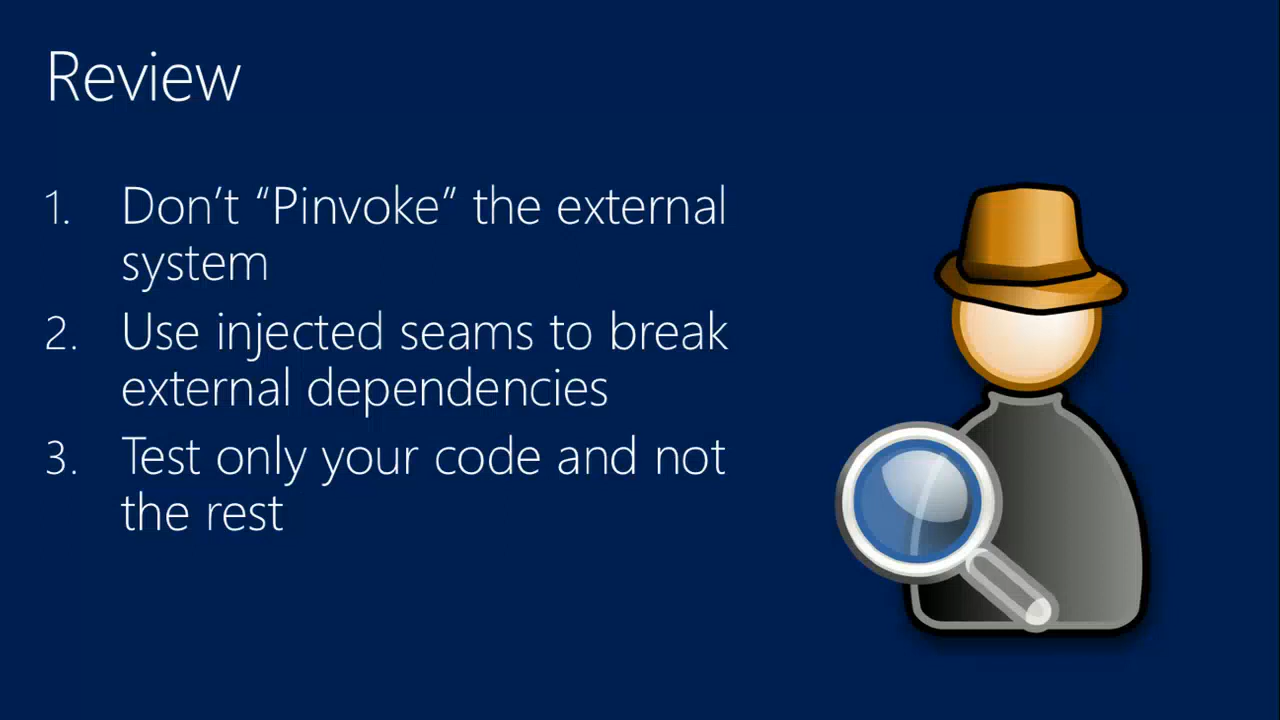 Review
1. Don’t “Pinvoke” the external
system
2. Use injected seams to break
external dependencies
3. Test only your code and not
the rest